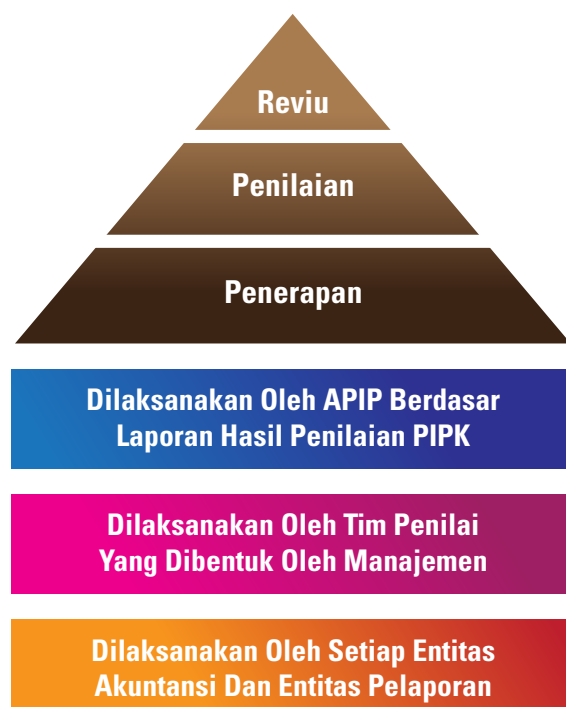 Reviu
Penilaian
Penerapan
Dilaksanakan Oleh APIP Berdasar
Laporan Hasil Penilaian PIPK
Dilaksanakan Oleh Tim Penilai
Yang Dibentuk Oleh Manajemen
Dilaksanakan Oleh Setiap Entitas
Akuntansi Dan Entitas Pelaporan